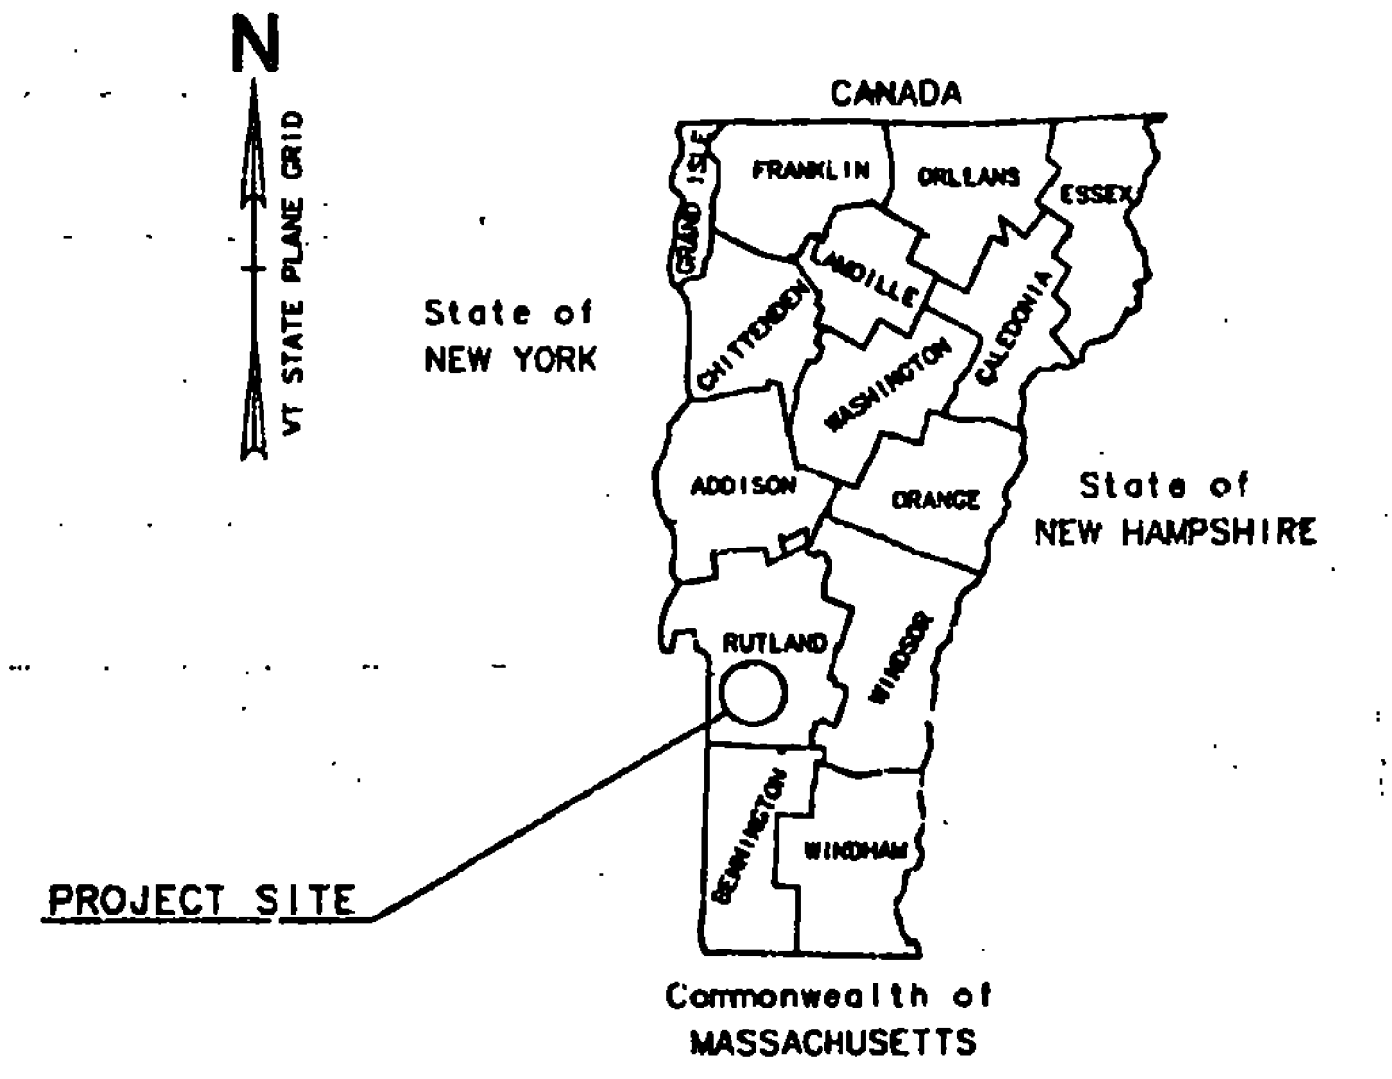 N
VT STATE PLANE GRID
CANADA
GRAND ISLE
FRANKLIN
ORLLANS
ESSEX
State of
NEW YORK
LAMOILLE
CHITTENDEN
CALEDONIA
WASHINGTON
ADDISON
ORANGE
State of
NEW HAMPSHIRE
RUTLAND
WINDSOR
BENNINGTON
WINDHAM
PROJECT SITE
Commonwealth of
MASSACHUSETTS